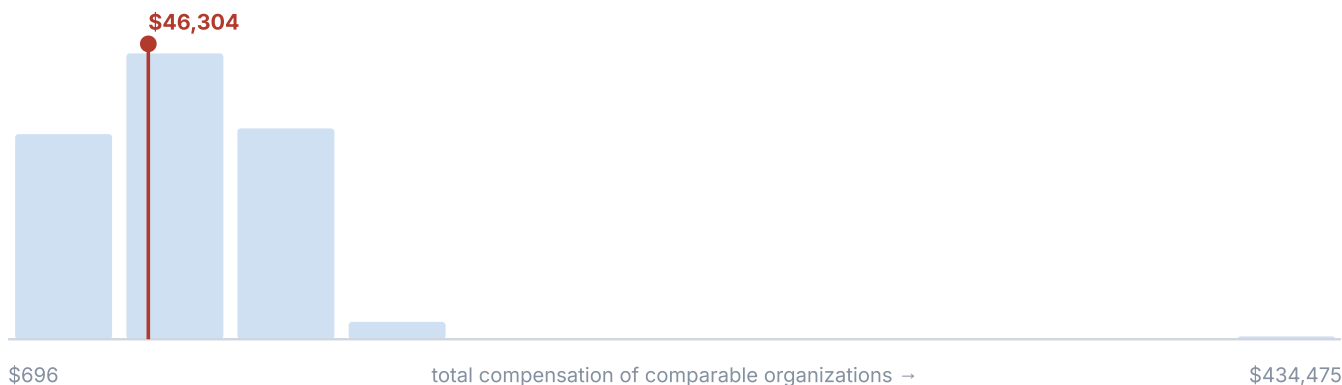 $46,304
$696
total compensation of comparable organizations →
$434,475